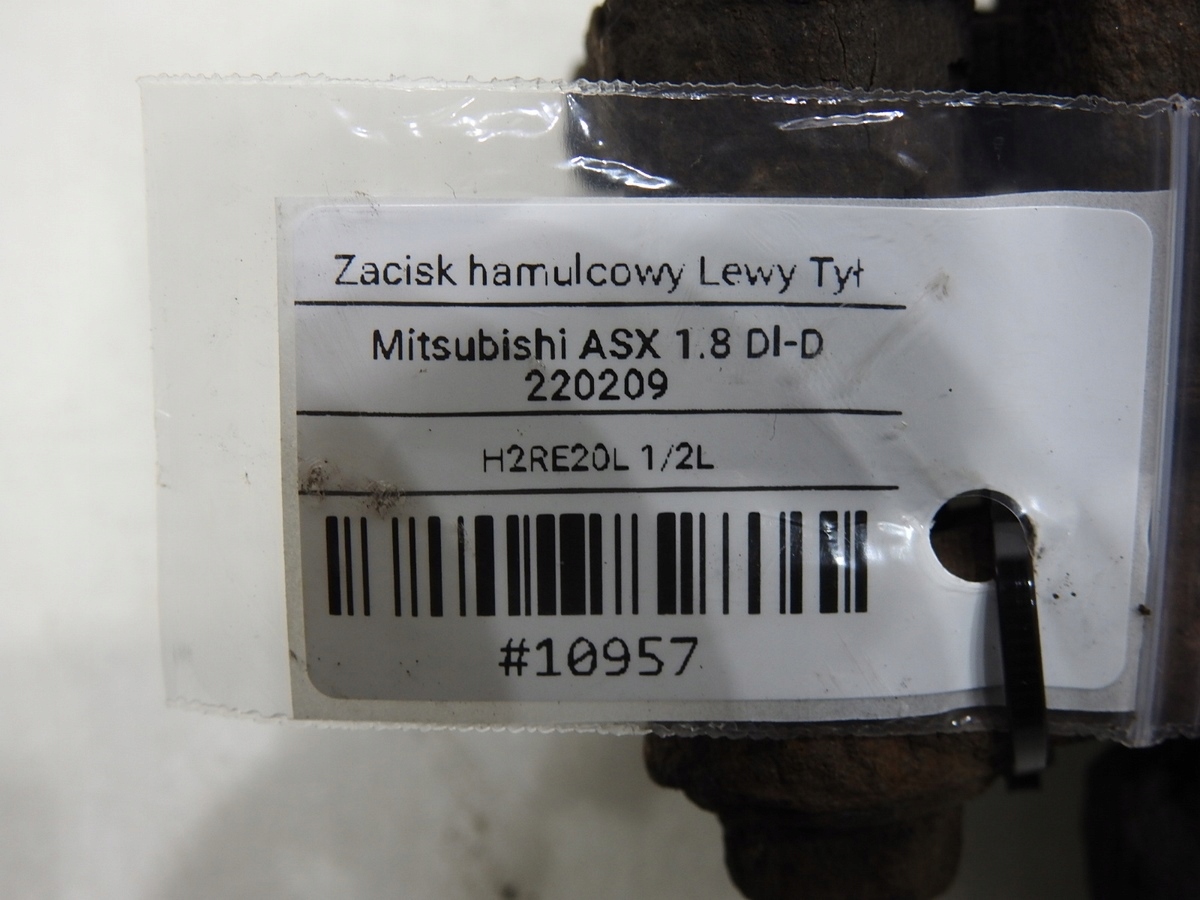 Zacisk hamulcowy Lewy Tył
Mitsubishi ASX 1.8 DI-D
220209
H2RE20L 1/2L
#10957